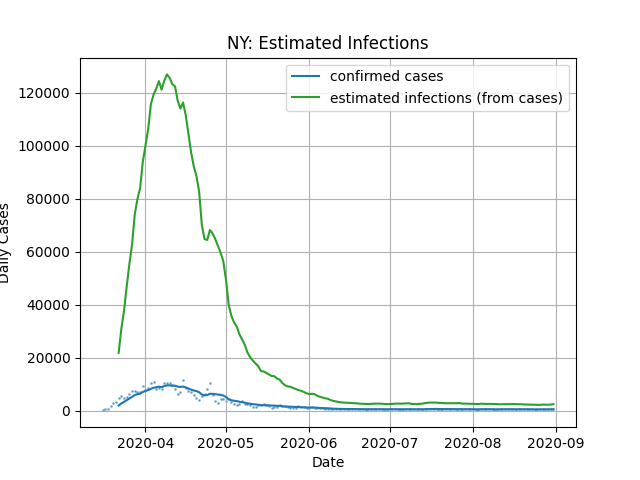 NY: Estimated Infections
confirmed cases
estimated infections (from cases)
Daily Cases
120000
100000
80000
60000
40000
20000
0
2020-04 2020-05 2020-06 2020-07 2020-08 2020-09
Date